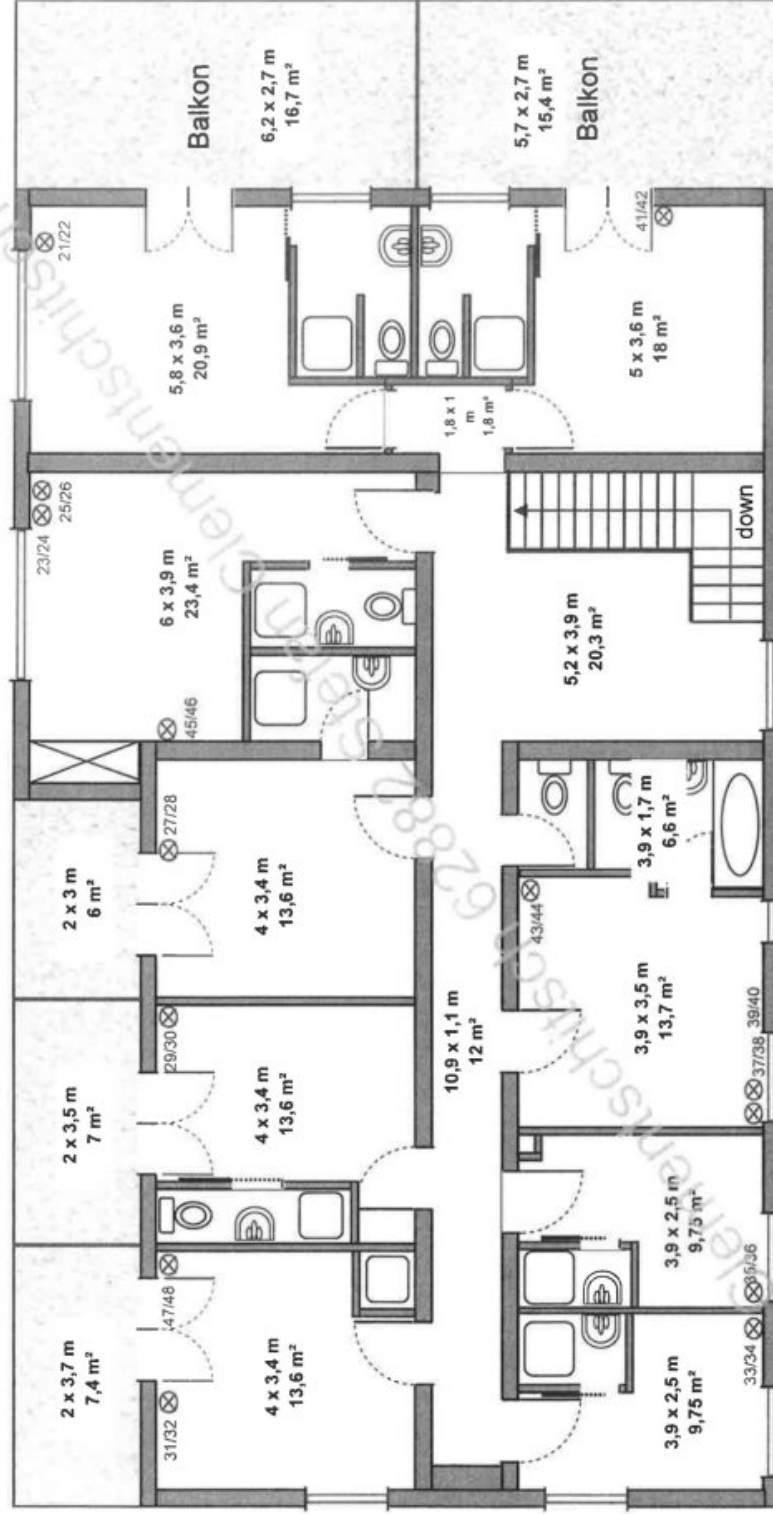 2 x 3,7 m
7,4 m²
2 x 3,5 m
7 m²
2 x 3 m
6 m²
Balkon
6,2 x 2,7 m
16,7 m²
5,7 x 2,7 m
15,4 m²
Balkon
31/32
47/48
29/30
27/28
45/46
23/24
25/26
21/22
4 x 3,4 m
13,6 m²
4 x 3,4 m
13,6 m²
4 x 3,4 m
13,6 m²
6 x 3,9 m
23,4 m²
5,8 x 3,6 m
20,9 m²
10,9 x 1,1 m
12 m²
1,8 x 1
m
1,8 m²
5,2 x 3,9 m
20,3 m²
down
5 x 3,6 m
18 m²
41/42
3,9 x 2,5 m
9,75 m²
33/34
3,9 x 2,5 m
9,75 m²
35/36
3,9 x 3,5 m
13,7 m²
37/38
39/40
43/44
3,9 x 1,7 m
6,6 m²
Clementschitsch 62882 Stefan Clementschitsch